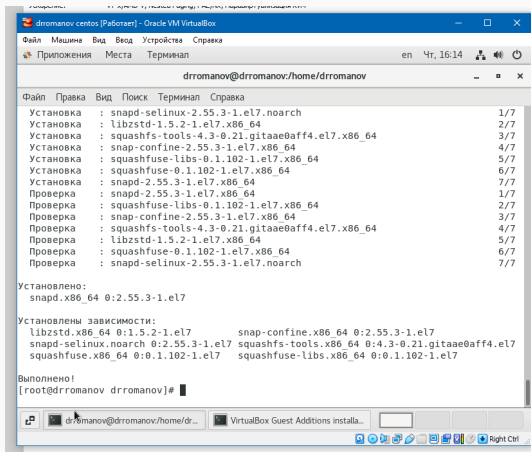 drromanov centos [Работает] - Oracle VM VirtualBox
Файл Машина Вид Ввод Устройства Справка
Приложения Места Терминал en Чт, 16:14
drromanov@drromanov:/home/drromanov
Файл Правка Вид Поиск Терминал Справка
Установка : snapd-selinux-2.55.3-1.el7.noarch 1/7
Установка : libzstd-1.5.2-1.el7.x86_64 2/7
Установка : squashfs-tools-4.3-0.21.gitaae0aff4.el7.x86_64 3/7
Установка : snap-confine-2.55.3-1.el7.x86_64 4/7
Установка : squashfuse-libs-0.1.102-1.el7.x86_64 5/7
Установка : squashfuse-0.1.102-1.el7.x86_64 6/7
Установка : snapd-2.55.3-1.el7.x86_64 7/7
Проверка : snapd-2.55.3-1.el7.x86_64 1/7
Проверка : squashfuse-libs-0.1.102-1.el7.x86_64 2/7
Проверка : snap-confine-2.55.3-1.el7.x86_64 3/7
Проверка : squashfs-tools-4.3-0.21.gitaae0aff4.el7.x86_64 4/7
Проверка : libzstd-1.5.2-1.el7.x86_64 5/7
Проверка : squashfuse-0.1.102-1.el7.x86_64 6/7
Проверка : snapd-selinux-2.55.3-1.el7.noarch 7/7
Установлено:
snapd.x86_64 0:2.55.3-1.el7
Установлены зависимости:
libzstd.x86_64 0:1.5.2-1.el7 snap-confine.x86_64 0:2.55.3-1.el7
snapd-selinux.noarch 0:2.55.3-1.el7 squashfs-tools.x86_64 0:4.3-0.21.gitaae0aff4.el7
squashfuse.x86_64 0:0.1.102-1.el7 squashfuse-libs.x86_64 0:0.1.102-1.el7
Выполнено!
[root@drromanov drromanov]#
drromanov@drromanov:/home/dr... VirtualBox Guest Additions installa...
Right Ctrl